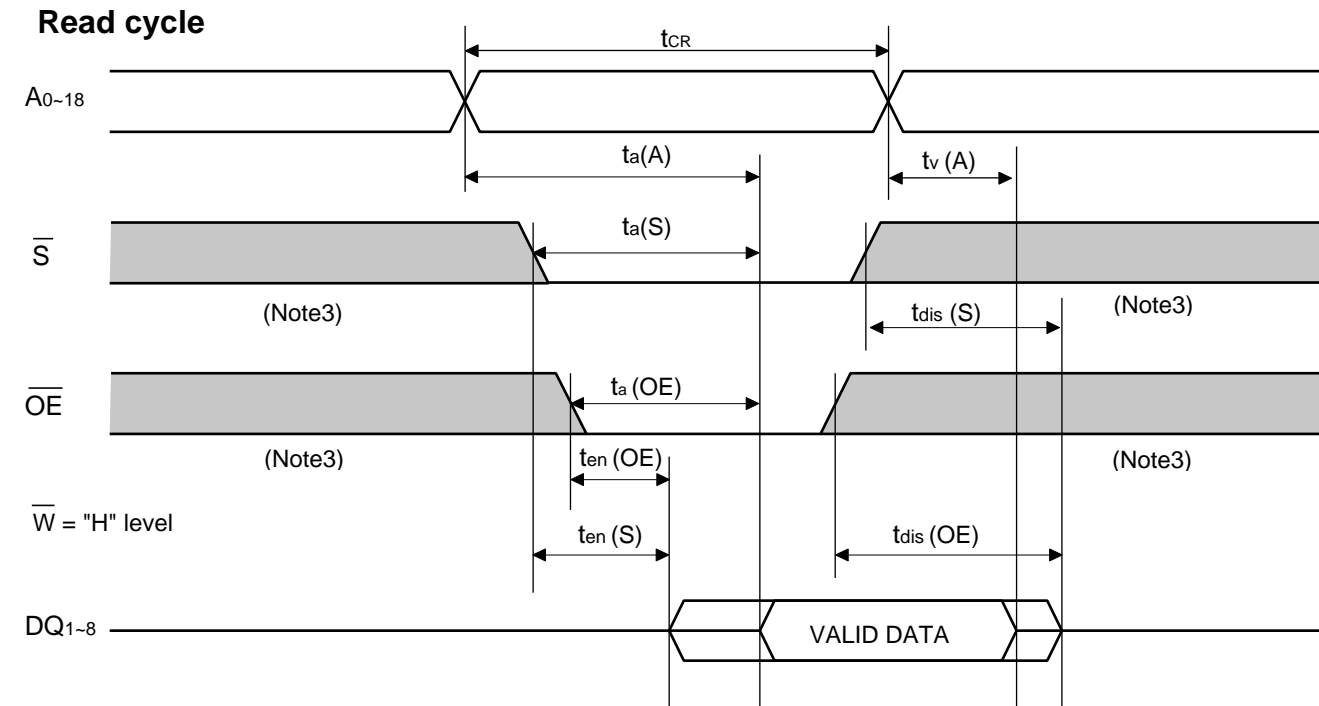 Read cycle
tCR
A0~18
ta(A)
tv (A)
S
ta(S)
(Note3)
tdis (S)
(Note3)
OE
ta (OE)
(Note3)
ten (OE)
(Note3)
W = "H" level
ten (S)
tdis (OE)
DQ1~8
VALID DATA